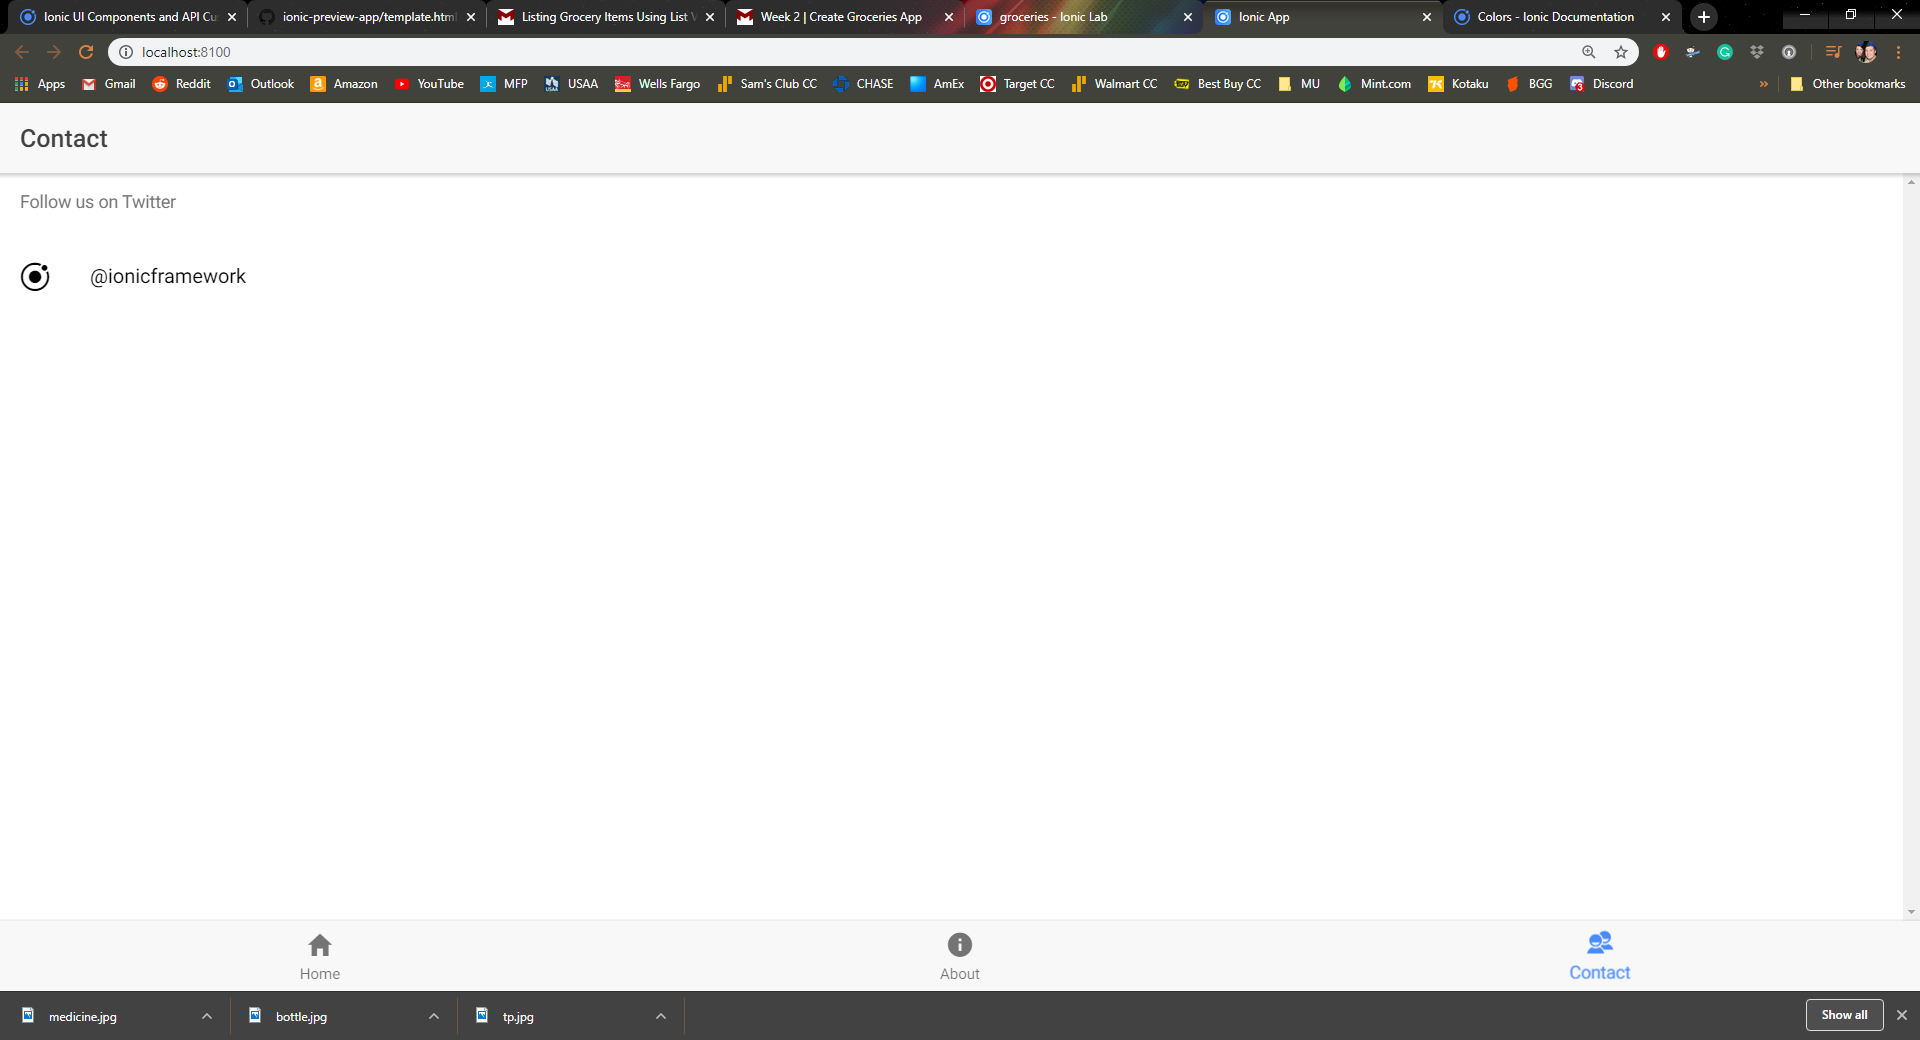 Ionic UI Components and API Cu
ionic-preview-app/template.html
Listing Grocery Items Using List V
Week 2 | Create Groceries App
groceries - Ionic Lab
Ionic App
Colors - Ionic Documentation
localhost:8100
Apps
Gmail
Reddit
Outlook
Amazon
YouTube
MFP
USAA
Wells Fargo
Sam's Club CC
CHASE
AmEx
Target CC
Walmart CC
Best Buy CC
MU
Mint.com
Kotaku
BGG
Discord
»
Other bookmarks
Contact
Follow us on Twitter
@ionicframework
Home
About
Contact
medicine.jpg
bottle.jpg
tp.jpg
Show all